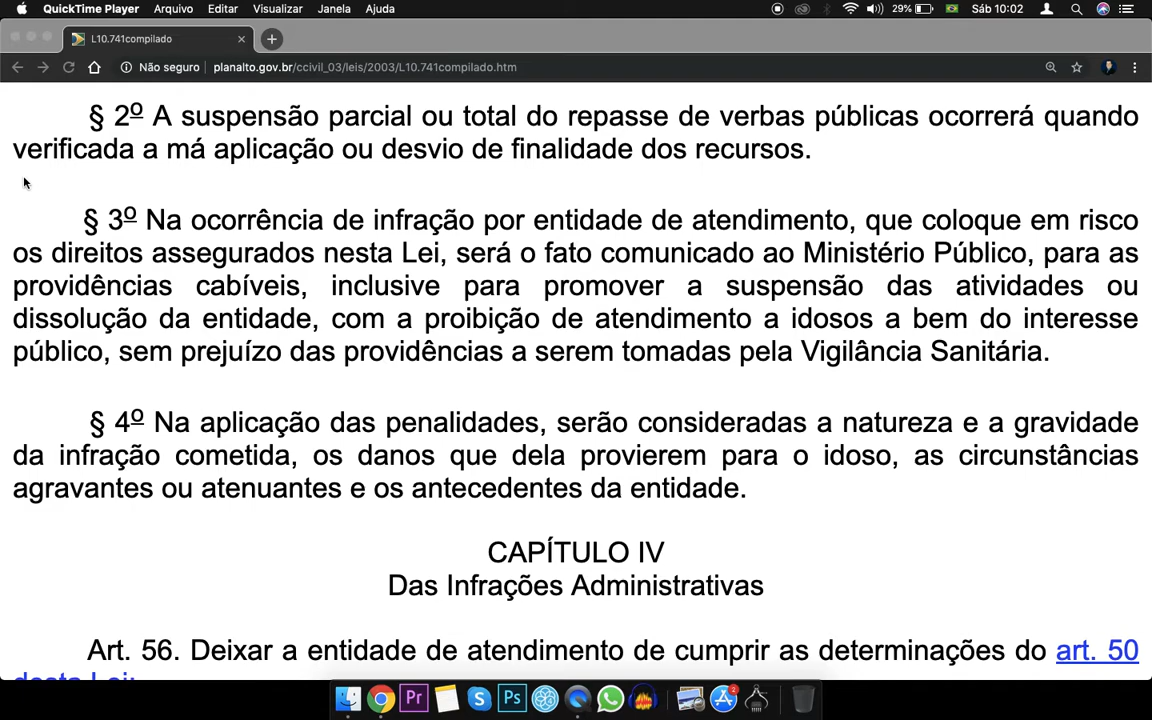 QuickTime Player Arquivo Editar Visualizar Janela Ajuda 29% Sáb 10:02
L10.741compilado
Não seguro planalto.gov.br/ccivil_03/leis/2003/L10.741compilado.htm
§ 2º A suspensão parcial ou total do repasse de verbas públicas ocorrerá quando
verificada a má aplicação ou desvio de finalidade dos recursos.
§ 3º Na ocorrência de infração por entidade de atendimento, que coloque em risco
os direitos assegurados nesta Lei, será o fato comunicado ao Ministério Público, para as
providências cabíveis, inclusive para promover a suspensão das atividades ou
dissolução da entidade, com a proibição de atendimento a idosos a bem do interesse
público, sem prejuízo das providências a serem tomadas pela Vigilância Sanitária.
§ 4º Na aplicação das penalidades, serão consideradas a natureza e a gravidade
da infração cometida, os danos que dela provierem para o idoso, as circunstâncias
agravantes ou atenuantes e os antecedentes da entidade.
CAPÍTULO IV
Das Infrações Administrativas
Art. 56. Deixar a entidade de atendimento de cumprir as determinações do art. 50
desta Lei:
Pr S Ps 2